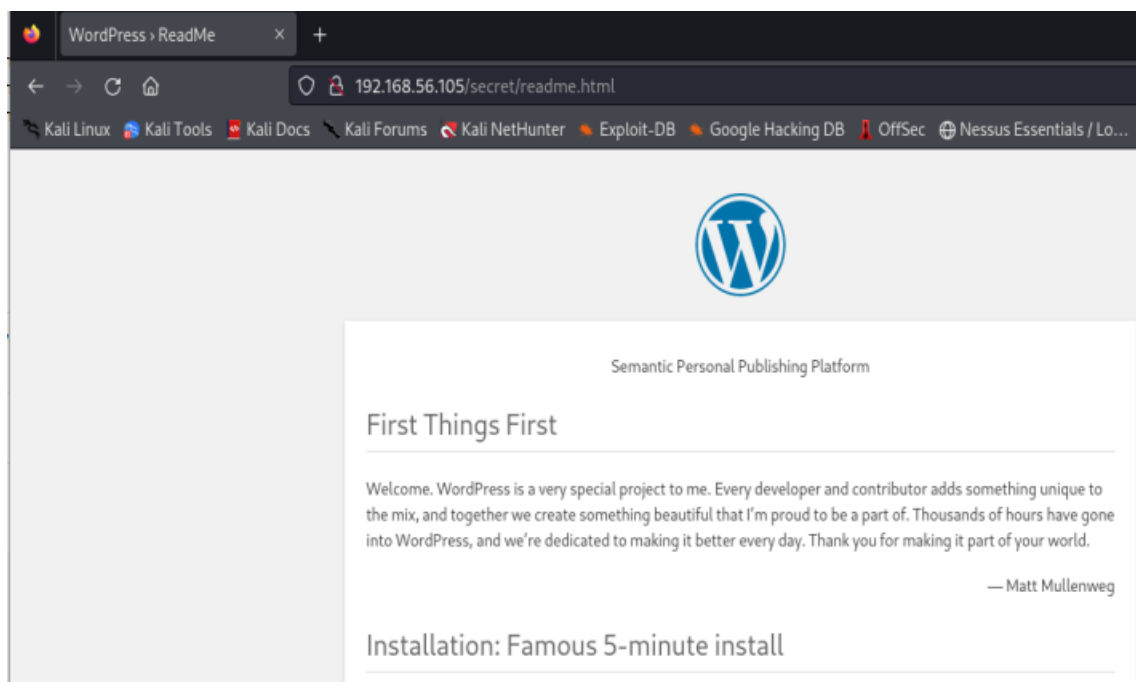 WordPress › ReadMe
192.168.56.105/secret/readme.html
Kali Linux Kali Tools Kali Docs Kali Forums Kali NetHunter Exploit-DB Google Hacking DB OffSec Nessus Essentials / Lo...
Semantic Personal Publishing Platform
First Things First
Welcome. WordPress is a very special project to me. Every developer and contributor adds something unique to
the mix, and together we create something beautiful that I'm proud to be a part of. Thousands of hours have gone
into WordPress, and we're dedicated to making it better every day. Thank you for making it part of your world.
— Matt Mullenweg
Installation: Famous 5-minute install